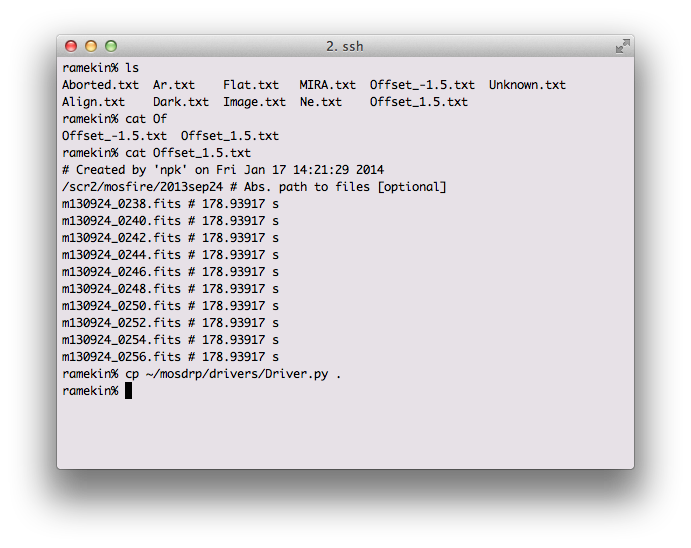 2. ssh
ramekin% ls
Aborted.txt  Ar.txt    Flat.txt   MIRA.txt  Offset_-1.5.txt  Unknown.txt
Align.txt    Dark.txt  Image.txt  Ne.txt    Offset_1.5.txt
ramekin% cat Of
Offset_-1.5.txt  Offset_1.5.txt
ramekin% cat Offset_1.5.txt
# Created by 'npk' on Fri Jan 17 14:21:29 2014
/scr2/mosfire/2013sep24 # Abs. path to files [optional]
m130924_0238.fits # 178.93917 s
m130924_0240.fits # 178.93917 s
m130924_0242.fits # 178.93917 s
m130924_0244.fits # 178.93917 s
m130924_0246.fits # 178.93917 s
m130924_0248.fits # 178.93917 s
m130924_0250.fits # 178.93917 s
m130924_0252.fits # 178.93917 s
m130924_0254.fits # 178.93917 s
m130924_0256.fits # 178.93917 s
ramekin% cp ~/mosdrp/drivers/Driver.py .
ramekin%